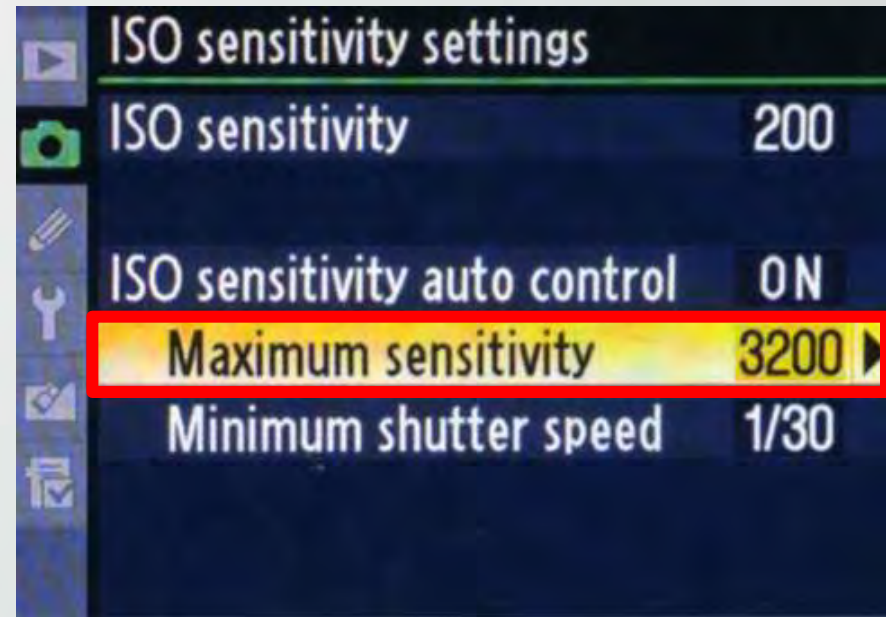 ISO sensitivity settings
ISO sensitivity 200
ISO sensitivity auto control ON
Maximum sensitivity 3200
Minimum shutter speed 1/30